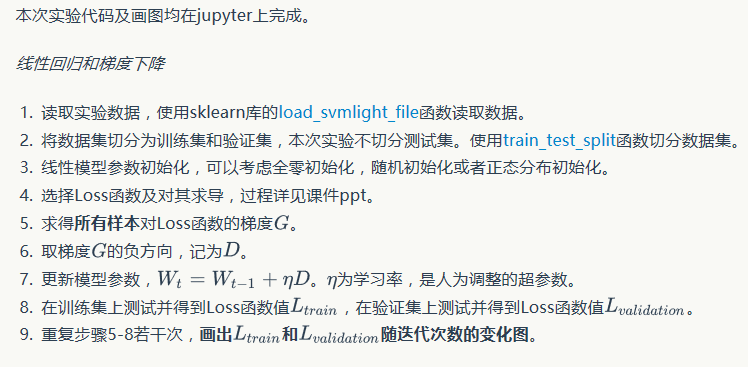 本次实验代码及画图均在jupyter上完成。
线性回归和梯度下降
1. 读取实验数据，使用sklearn库的load_svmlight_file函数读取数据。
2. 将数据集切分为训练集和验证集，本次实验不切分测试集。使用train_test_split函数切分数据集。
3. 线性模型参数初始化，可以考虑全零初始化，随机初始化或者正态分布初始化。
4. 选择Loss函数及对其求导，过程详见课件ppt。
5. 求得所有样本对Loss函数的梯度G。
6. 取梯度G的负方向，记为D。
7. 更新模型参数，W_t = W_{t-1} + ηD。η为学习率，是人为调整的超参数。
8. 在训练集上测试并得到Loss函数值L_{train}，在验证集上测试并得到Loss函数值L_{validation}。
9. 重复步骤5-8若干次，画出L_{train}和L_{validation}随迭代次数的变化图。